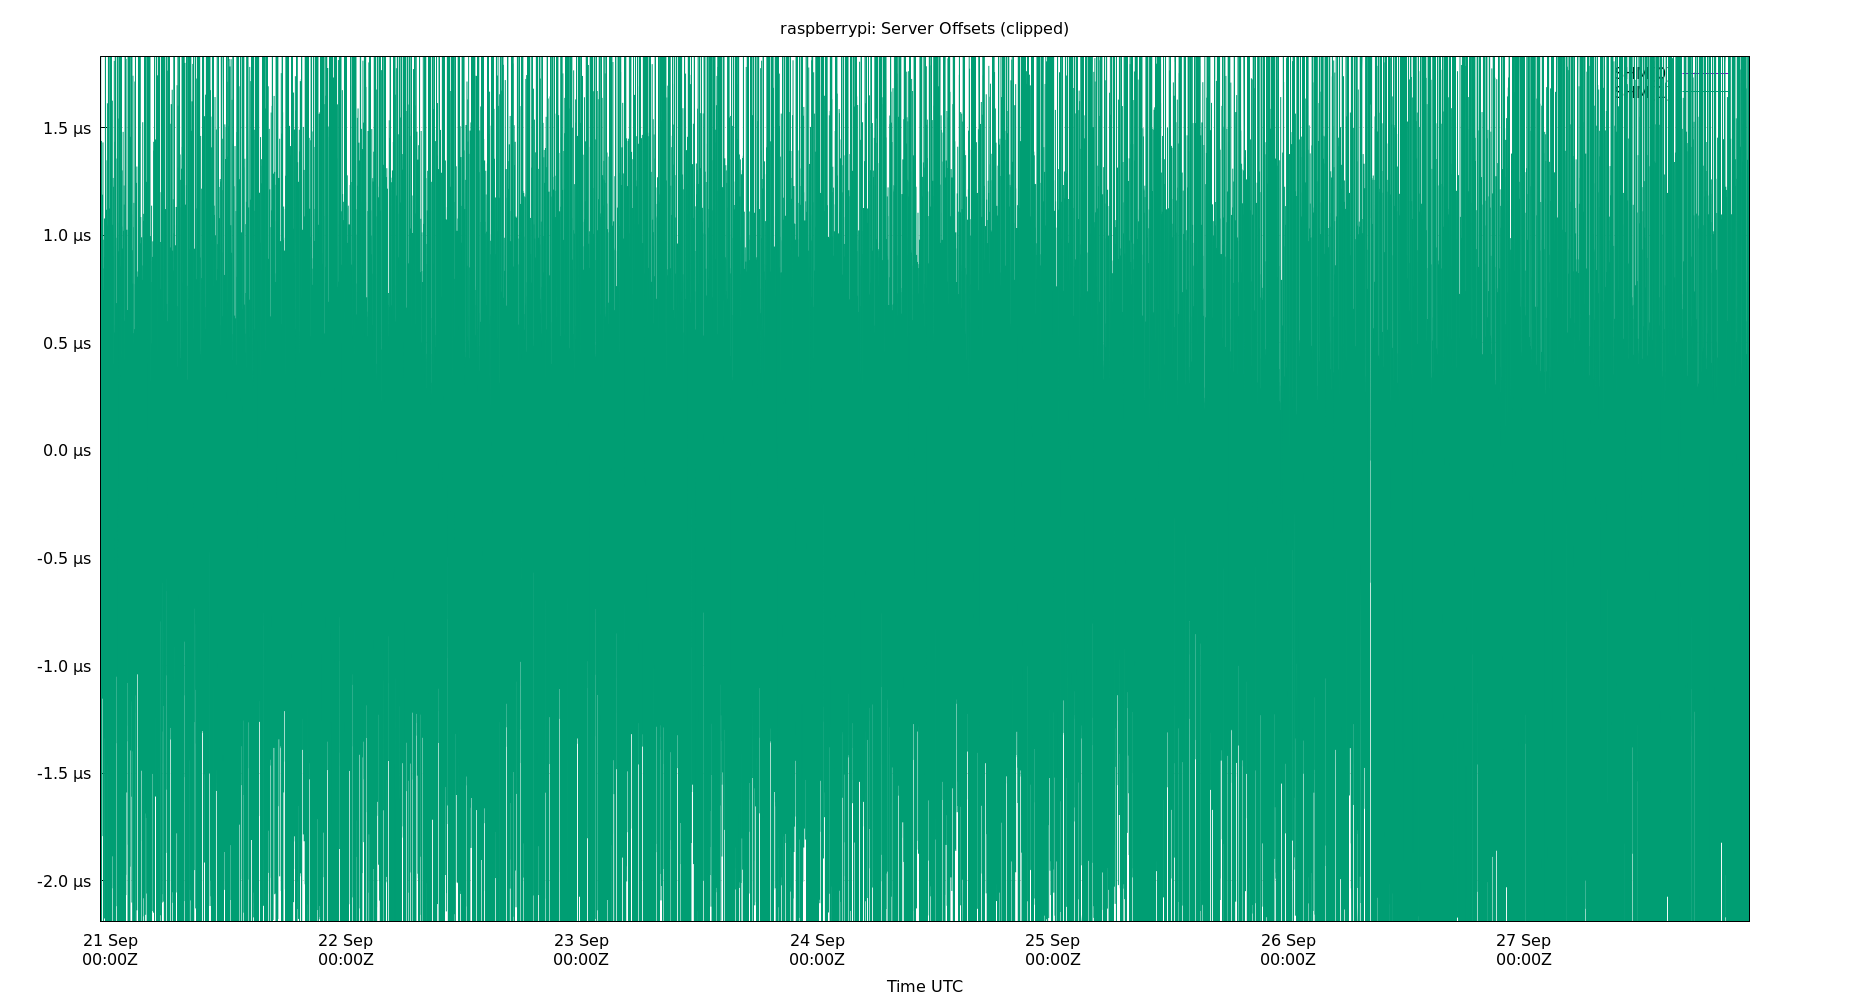 raspberrypi: Server Offsets (clipped)
1.5 µs
1.0 µs
0.5 µs
0.0 µs
-0.5 µs
-1.0 µs
-1.5 µs
-2.0 µs
21 Sep 22 Sep 23 Sep 24 Sep 25 Sep 26 Sep 27 Sep
00:00Z 00:00Z 00:00Z 00:00Z 00:00Z 00:00Z 00:00Z
Time UTC